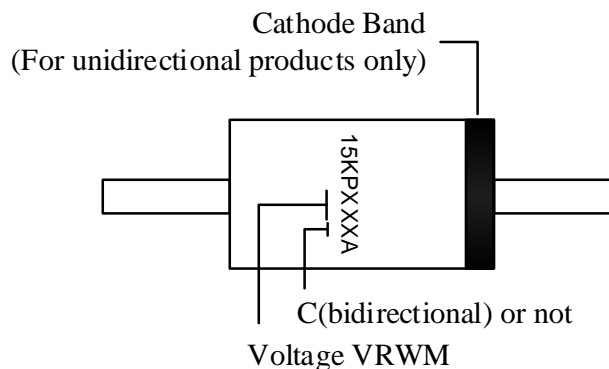 Cathode Band
(For unidirectional products only)
15KPXXXA
C(bidirectional) or not
Voltage VRWM